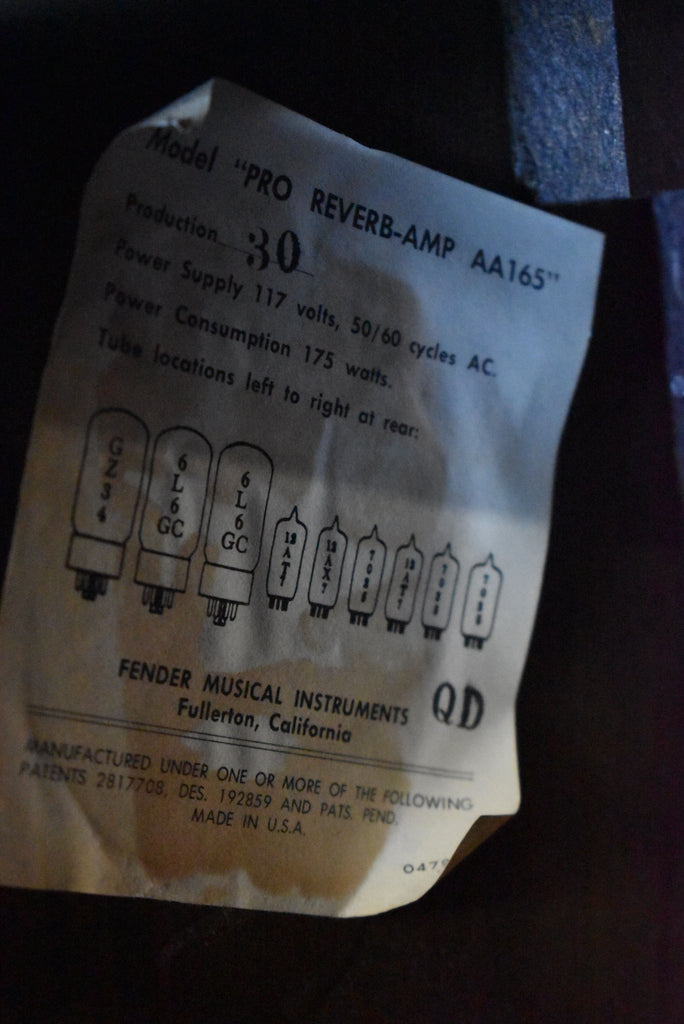 Model "PRO REVERB-AMP AA165"
Production 30
Power Supply 117 volts, 50/60 cycles AC.
Power Consumption 175 watts.
Tube locations left to right at rear:
GZ34 6L6GC 6L6GC 12AT7 12AX7 7025 12AT7 7025 7025
FENDER MUSICAL INSTRUMENTS QD
Fullerton, California
MANUFACTURED UNDER ONE OR MORE OF THE FOLLOWING
PATENTS 2817708, DES. 192859 AND PATS. PEND.
MADE IN U.S.A.